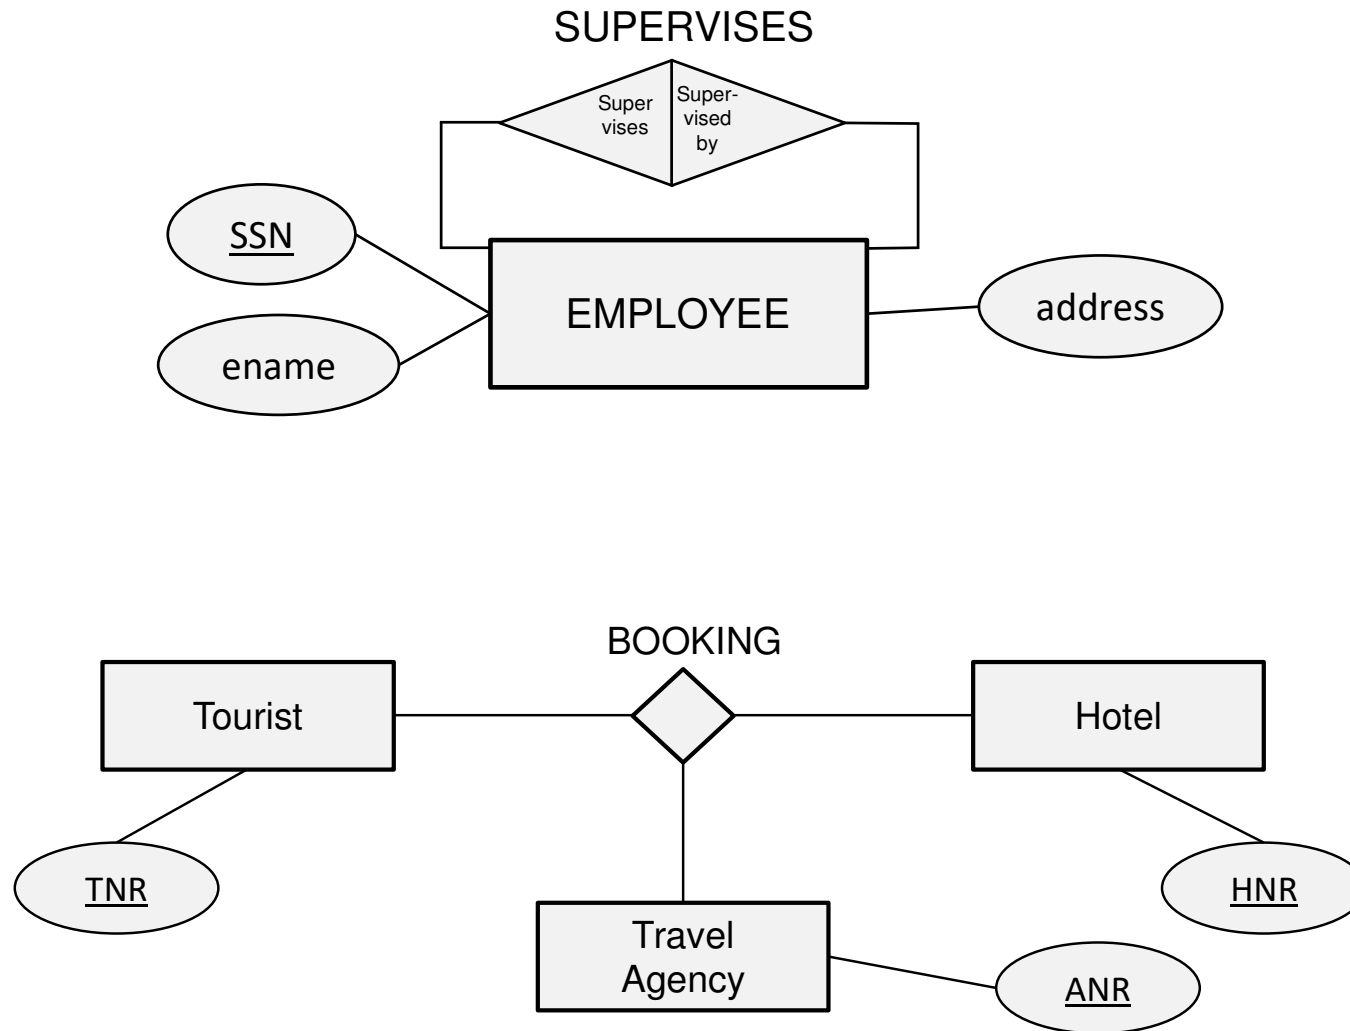 SUPERVISES
Super
vises
Super-
vised
by
SSN
EMPLOYEE
address
ename
BOOKING
Tourist
Hotel
TNR
HNR
Travel
Agency
ANR